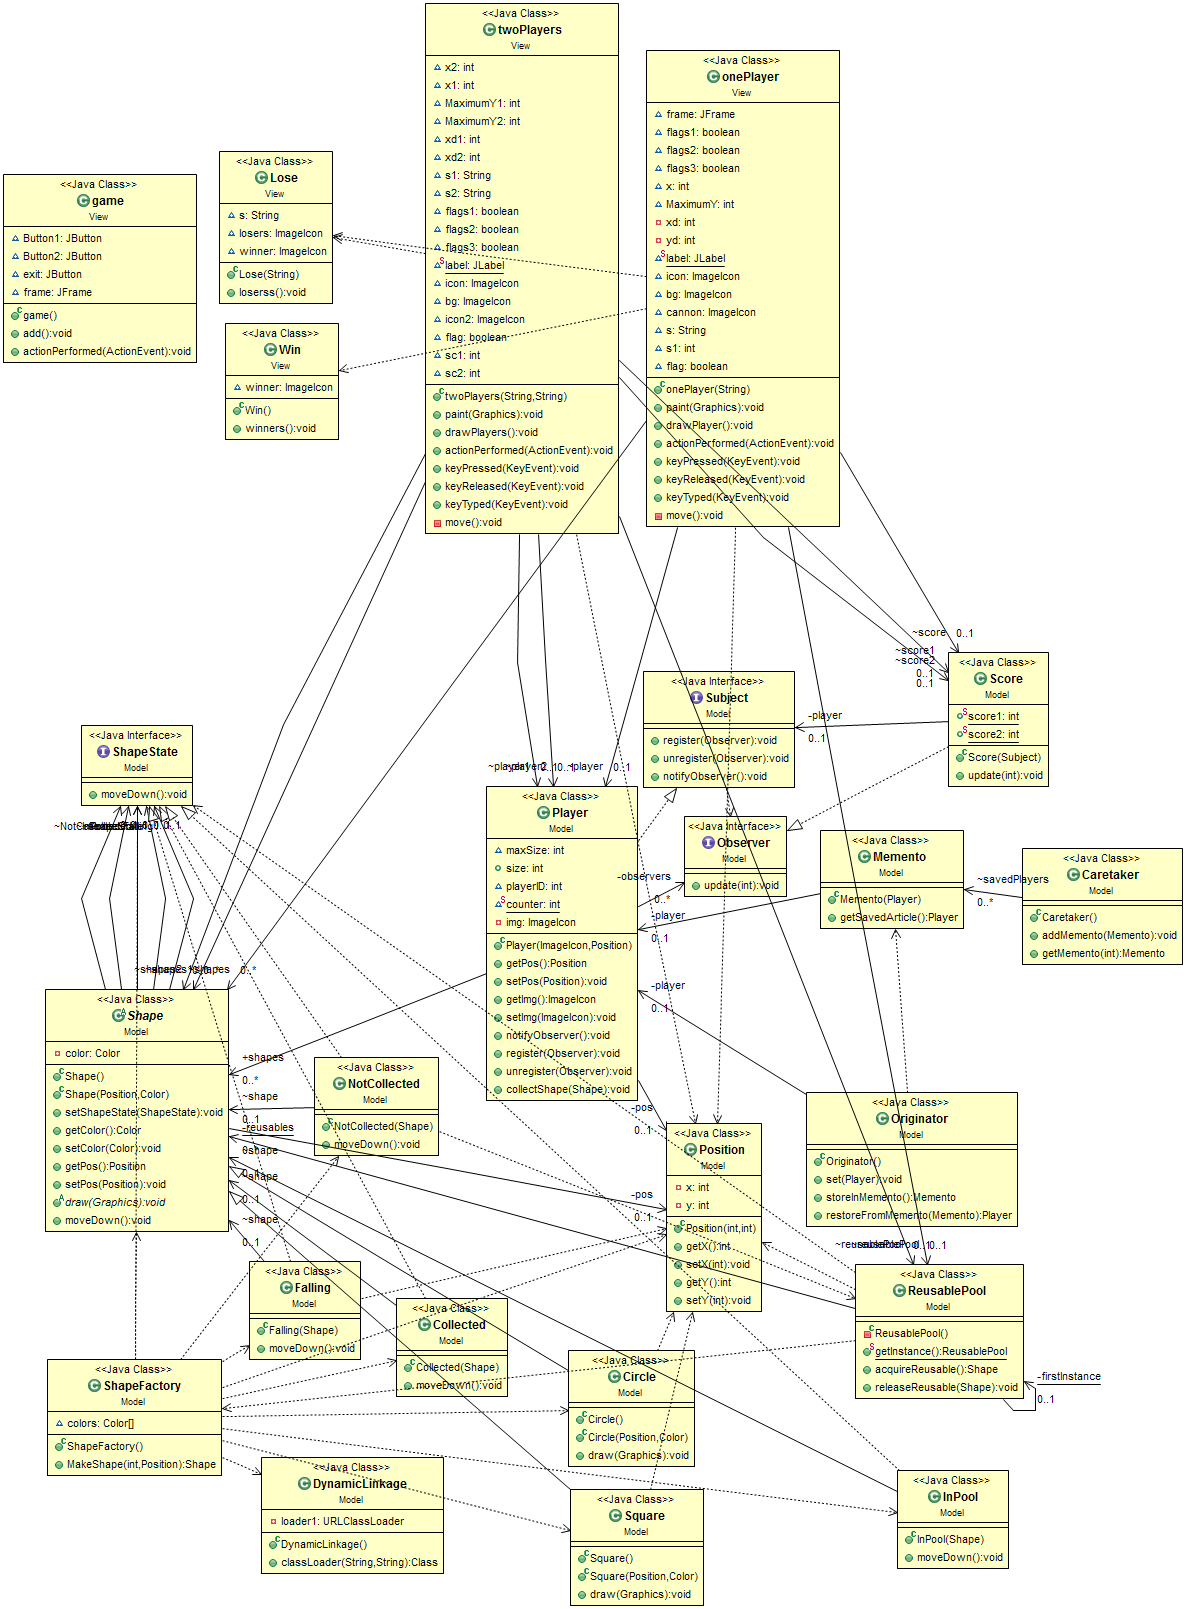 <<Java Class>>
twoPlayers
View
x2: int
x1: int
MaximumY1: int
MaximumY2: int
xd1: int
xd2: int
s1: String
s2: String
flags1: boolean
flags2: boolean
flags3: boolean
label: JLabel
icon: ImageIcon
bg: ImageIcon
icon2: ImageIcon
flag: boolean
sc1: int
sc2: int
twoPlayers(String,String)
paint(Graphics):void
drawPlayers():void
actionPerformed(ActionEvent):void
keyPressed(KeyEvent):void
keyReleased(KeyEvent):void
keyTyped(KeyEvent):void
move():void
<<Java Class>>
onePlayer
View
frame: JFrame
flags1: boolean
flags2: boolean
flags3: boolean
x: int
MaximumY: int
xd: int
yd: int
label: JLabel
icon: ImageIcon
bg: ImageIcon
cannon: ImageIcon
s: String
s1: int
flag: boolean
onePlayer(String)
paint(Graphics):void
drawPlayer():void
actionPerformed(ActionEvent):void
keyPressed(KeyEvent):void
keyReleased(KeyEvent):void
keyTyped(KeyEvent):void
move():void
<<Java Class>>
Lose
View
s: String
losers: ImageIcon
winner: ImageIcon
Lose(String)
loserss():void
<<Java Class>>
game
View
Button1: JButton
Button2: JButton
exit: JButton
frame: JFrame
game()
add():void
actionPerformed(ActionEvent):void
<<Java Class>>
Win
View
winner: ImageIcon
Win()
winners():void
~score 0..1
~score1
~score2
0..1
0..1
<<Java Class>>
Score
Model
score1: int
score2: int
Score(Subject)
update(int):void
<<Java Interface>>
Subject
Model
register(Observer):void
unregister(Observer):void
notifyObserver():void
-player
0..1
<<Java Interface>>
ShapeState
Model
moveDown():void
~player 0..1
<<Java Class>>
Player
Model
maxSize: int
size: int
playerID: int
counter: int
img: ImageIcon
Player(ImageIcon,Position)
getPos():Position
setPos(Position):void
getImg():ImageIcon
setImg(ImageIcon):void
notifyObserver():void
register(Observer):void
unregister(Observer):void
collectShape(Shape):void
<<Java Interface>>
Observer
Model
update(int):void
-observers
0..*
-player
0..1
<<Java Class>>
Memento
Model
Memento(Player)
getSavedArticle():Player
~savedPlayers
0..*
<<Java Class>>
Caretaker
Model
Caretaker()
addMemento(Memento):void
getMemento(int):Memento
0..*
<<Java Class>>
Shape
Model
color: Color
Shape()
Shape(Position,Color)
setShapeState(ShapeState):void
getColor():Color
setColor(Color):void
getPos():Position
setPos(Position):void
draw(Graphics):void
moveDown():void
+shapes
0..*
~shape
0..1
-reusables
~shape
0..1
<<Java Class>>
NotCollected
Model
NotCollected(Shape)
moveDown():void
-player
0..1
-pos
0..1
-pos
0..1
<<Java Class>>
Position
Model
x: int
y: int
Position(int,int)
getX():int
setX(int):void
getY():int
setY(int):void
<<Java Class>>
Originator
Model
Originator()
set(Player):void
storeInMemento():Memento
restoreFromMemento(Memento):Player
<<Java Class>>
ReusablePool
Model
ReusablePool()
getInstance():ReusablePool
acquireReusable():Shape
releaseReusable(Shape):void
-firstInstance
0..1
<<Java Class>>
Falling
Model
Falling(Shape)
moveDown():void
<<Java Class>>
Collected
Model
Collected(Shape)
moveDown():void
<<Java Class>>
ShapeFactory
Model
colors: Color[]
ShapeFactory()
MakeShape(int,Position):Shape
<<Java Class>>
Circle
Model
Circle()
Circle(Position,Color)
draw(Graphics):void
<<Java Class>>
DynamicLinkage
Model
loader1: URLClassLoader
DynamicLinkage()
classLoader(String,String):Class
<<Java Class>>
Square
Model
Square()
Square(Position,Color)
draw(Graphics):void
<<Java Class>>
InPool
Model
InPool(Shape)
moveDown():void